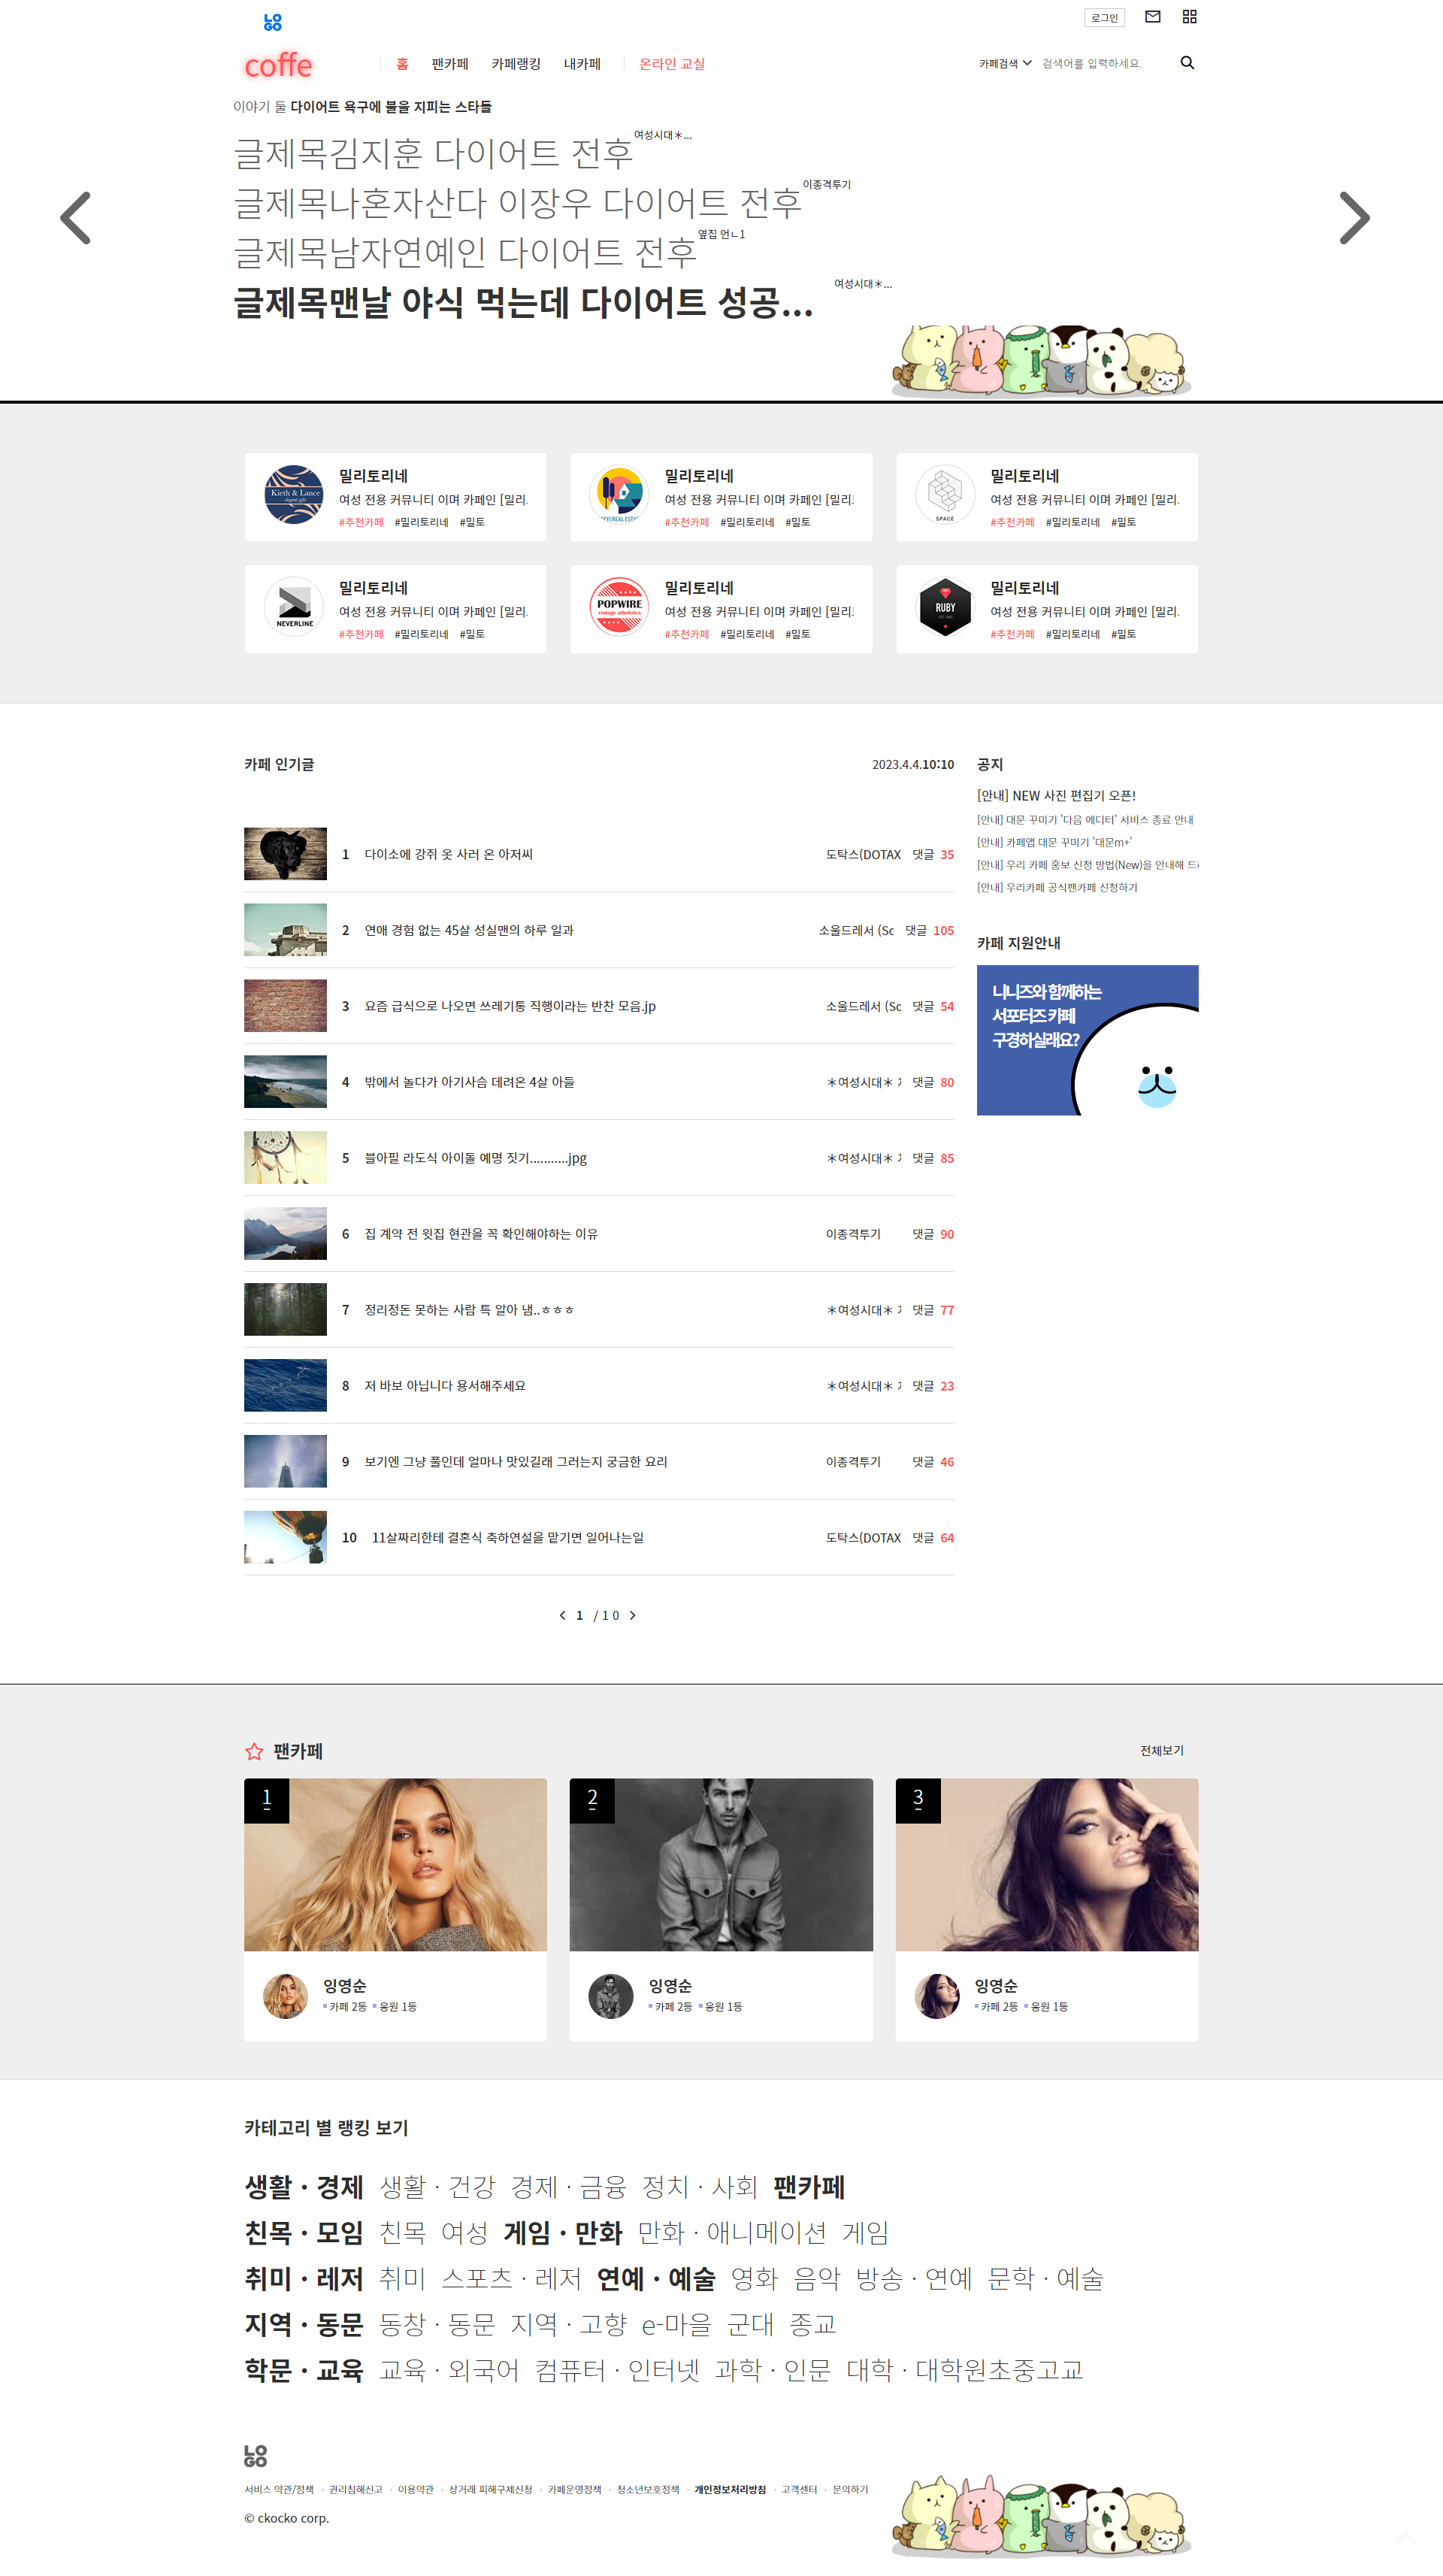 LOGO
로그인
coffe
홈 팬카페 카페랭킹 내카페 온라인 교실
카페검색 검색어를 입력하세요.
이야기 둘 다이어트 욕구에 불을 지피는 스타들
글제목김지훈 다이어트 전후 여성시대＊...
글제목나혼자산다 이장우 다이어트 전후 이종격투기
글제목남자연예인 다이어트 전후 옆집 언ㄴ1
글제목맨날 야식 먹는데 다이어트 성공... 여성시대＊...
Kieth & Lance
elegant gifts
밀리토리네
여성 전용 커뮤니티 이며 카페인 [밀리.
#추천카페 #밀리토리네 #밀토
밀리토리네
여성 전용 커뮤니티 이며 카페인 [밀리.
#추천카페 #밀리토리네 #밀토
SPACE
밀리토리네
여성 전용 커뮤니티 이며 카페인 [밀리.
#추천카페 #밀리토리네 #밀토
NEVERLINE
밀리토리네
여성 전용 커뮤니티 이며 카페인 [밀리.
#추천카페 #밀리토리네 #밀토
POPWIRE
vintage athletics
밀리토리네
여성 전용 커뮤니티 이며 카페인 [밀리.
#추천카페 #밀리토리네 #밀토
RUBY
밀리토리네
여성 전용 커뮤니티 이며 카페인 [밀리.
#추천카페 #밀리토리네 #밀토
카페 인기글 2023.4.4.10:10
1 다이소에 강쥐 옷 사러 온 아저씨 도탁스(DOTAX 댓글 35
2 연애 경험 없는 45살 성실맨의 하루 일과 소울드레서 (Sc 댓글 105
3 요즘 급식으로 나오면 쓰레기통 직행이라는 반찬 모음.jp 소울드레서 (Sc 댓글 54
4 밖에서 놀다가 아기사슴 데려온 4살 아들 ＊여성시대＊ 댓글 80
5 블아필 라도식 아이돌 예명 짓기...........jpg ＊여성시대＊ 댓글 85
6 집 계약 전 윗집 현관을 꼭 확인해야하는 이유 이종격투기 댓글 90
7 정리정돈 못하는 사람 특 알아 냄..ㅎㅎㅎ ＊여성시대＊ 댓글 77
8 저 바보 아닙니다 용서해주세요 ＊여성시대＊ 댓글 23
9 보기엔 그냥 풀인데 얼마나 맛있길래 그러는지 궁금한 요리 이종격투기 댓글 46
10 11살짜리한테 결혼식 축하연설을 맡기면 일어나는일 도탁스(DOTAX 댓글 64
1 / 1 0
공지
[안내] NEW 사진 편집기 오픈!
[안내] 대문 꾸미기 '다음 에디터' 서비스 종료 안내
[안내] 카페앱 대문 꾸미기 '대문m+'
[안내] 우리 카페 홍보 신청 방법(New)을 안내해 드
[안내] 우리카페 공식팬카페 신청하기
카페 지원안내
니니즈와 함께하는
서포터즈 카페
구경하실래요?
팬카페 전체보기
1
잉영순
카페 2등 응원 1등
2
잉영순
카페 2등 응원 1등
3
잉영순
카페 2등 응원 1등
카테고리 별 랭킹 보기
생활 · 경제 생활 · 건강 경제 · 금융 정치 · 사회 팬카페
친목 · 모임 친목 여성 게임 · 만화 만화 · 애니메이션 게임
취미 · 레저 취미 스포츠 · 레저 연예 · 예술 영화 음악 방송 · 연예 문학 · 예술
지역 · 동문 동창 · 동문 지역 · 고향 e-마을 군대 종교
학문 · 교육 교육 · 외국어 컴퓨터 · 인터넷 과학 · 인문 대학 · 대학원초중고교
LOGO
서비스 약관/정책 · 권리침해신고 · 이용약관 · 상거래 피해구제신청 · 카페운영정책 · 청소년보호정책 · 개인정보처리방침 · 고객센터 · 문의하기
© ckocko corp.